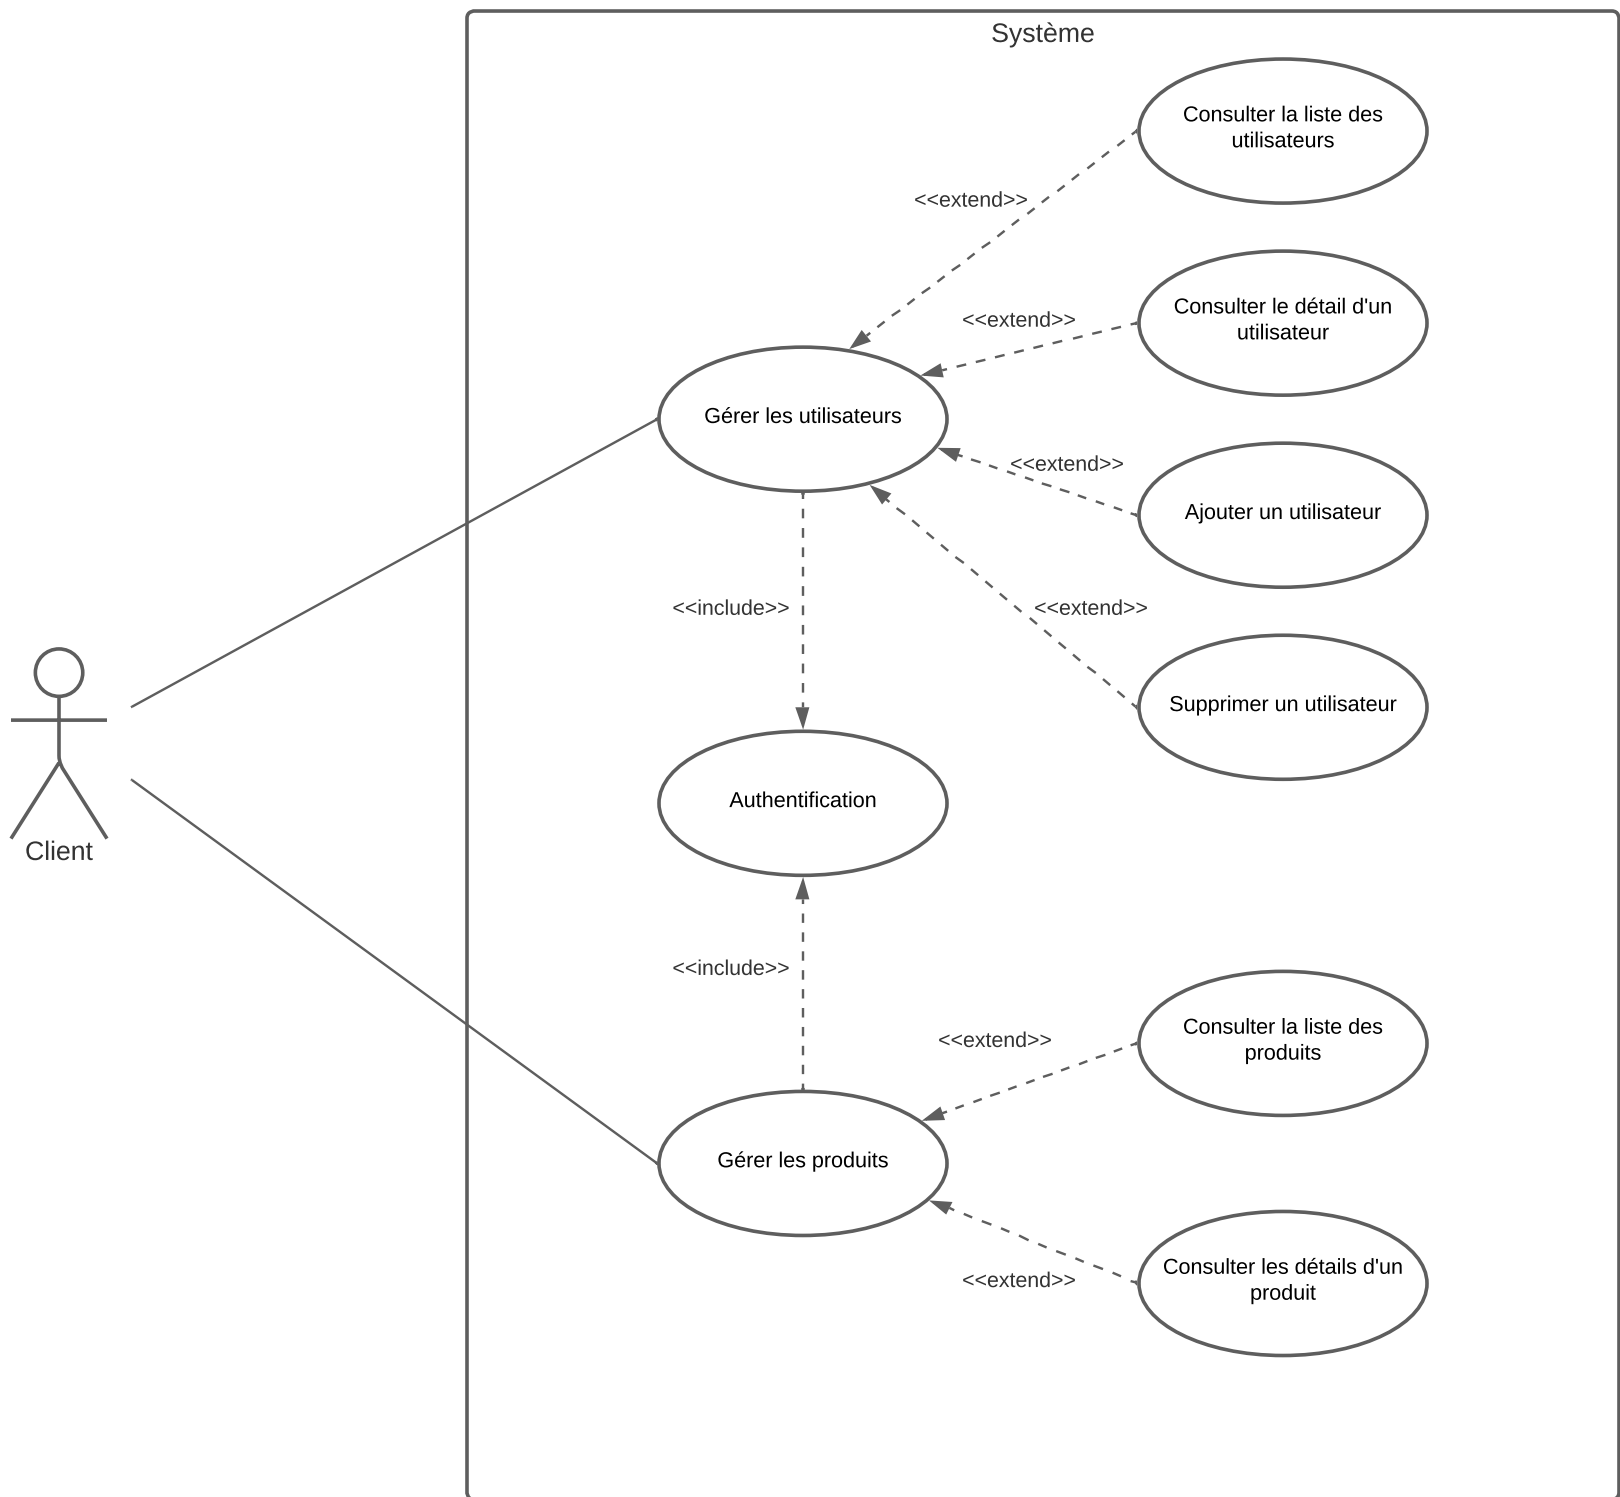 Système
Consulter la liste des
utilisateurs
<<extend>>
Consulter le détail d'un
utilisateur
<<extend>>
Gérer les utilisateurs
<<extend>>
Ajouter un utilisateur
<<include>>
<<extend>>
Supprimer un utilisateur
Authentification
Client
<<include>>
<<extend>>
Consulter la liste des
produits
Gérer les produits
<<extend>>
Consulter les détails d'un
produit